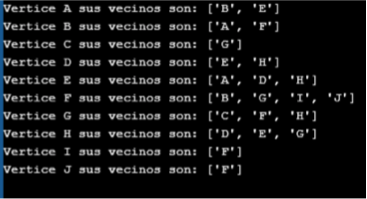 Vertice A sus vecinos son: ['B', 'E']
Vertice B sus vecinos son: ['A', 'F']
Vertice C sus vecinos son: ['G']
Vertice D sus vecinos son: ['E', 'H']
Vertice E sus vecinos son: ['A', 'D', 'H']
Vertice F sus vecinos son: ['B', 'G', 'I', 'J']
Vertice G sus vecinos son: ['C', 'F', 'H']
Vertice H sus vecinos son: ['D', 'E', 'G']
Vertice I sus vecinos son: ['F']
Vertice J sus vecinos son: ['F']